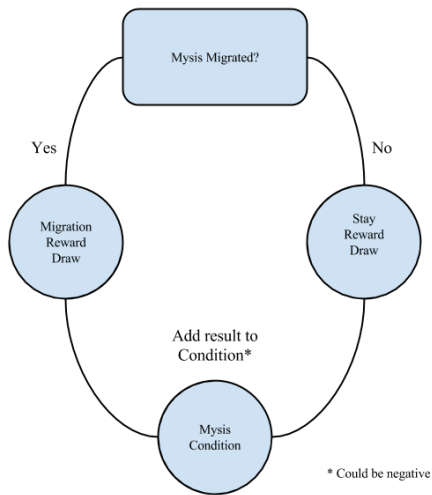 Mysis Migrated?
Yes
No
Migration
Reward
Draw
Stay
Reward
Draw
Add result to
Condition*
Mysis
Condition
* Could be negative